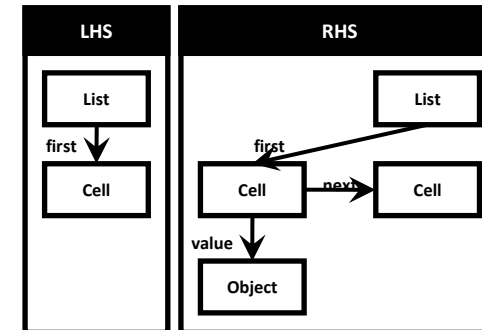 LHS
RHS
List
first
Cell
List
first
Cell
next
Cell
value
Object